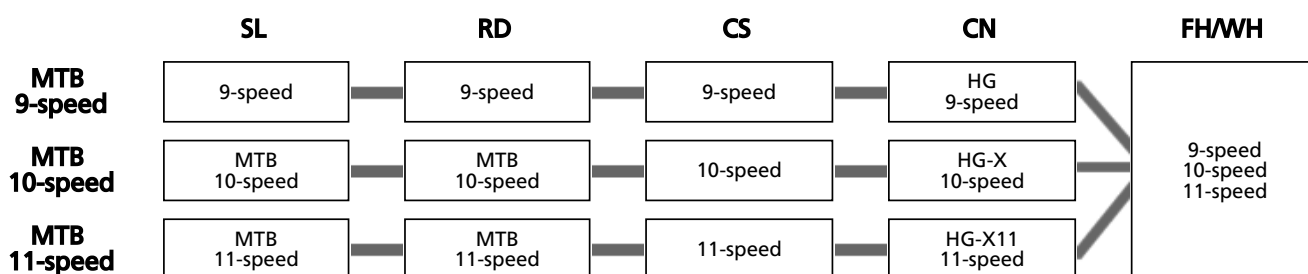 SL RD CS CN FH/WH
MTB
9-speed
9-speed
9-speed
9-speed
HG
9-speed
MTB
10-speed
MTB
10-speed
MTB
10-speed
10-speed
HG-X
10-speed
MTB
11-speed
MTB
11-speed
MTB
11-speed
11-speed
HG-X11
11-speed
9-speed
10-speed
11-speed